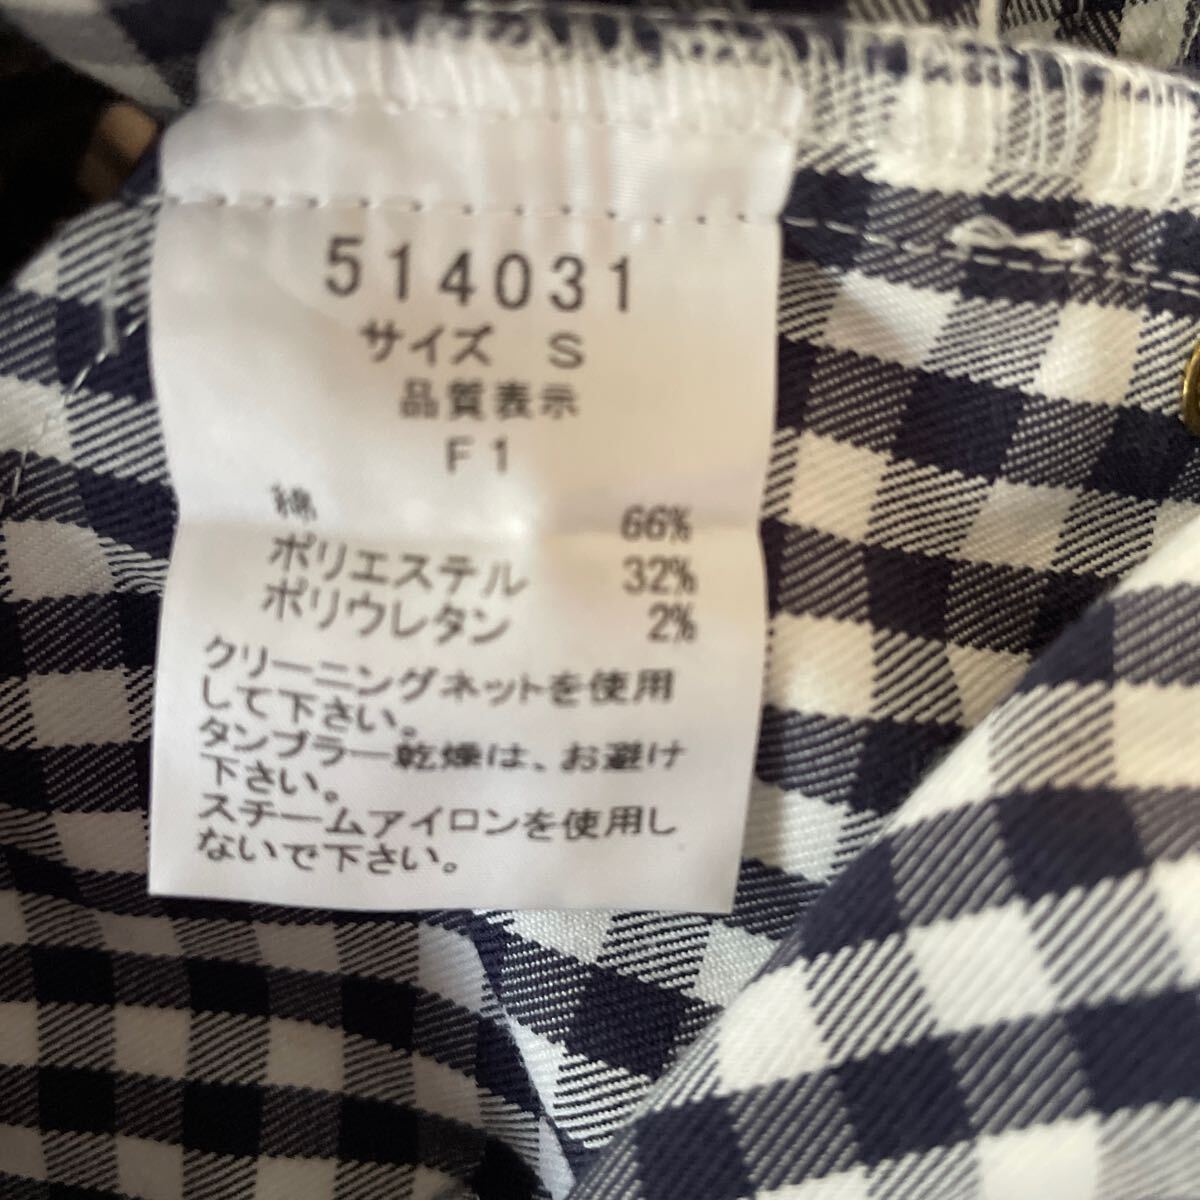 514031
サイズ S
品質表示
F1
綿 66%
ポリエステル 32%
ポリウレタン 2%
クリーニングネットを使用
して下さい。
タンブラー乾燥は、お避け
下さい。
スチームアイロンを使用し
ないで下さい。